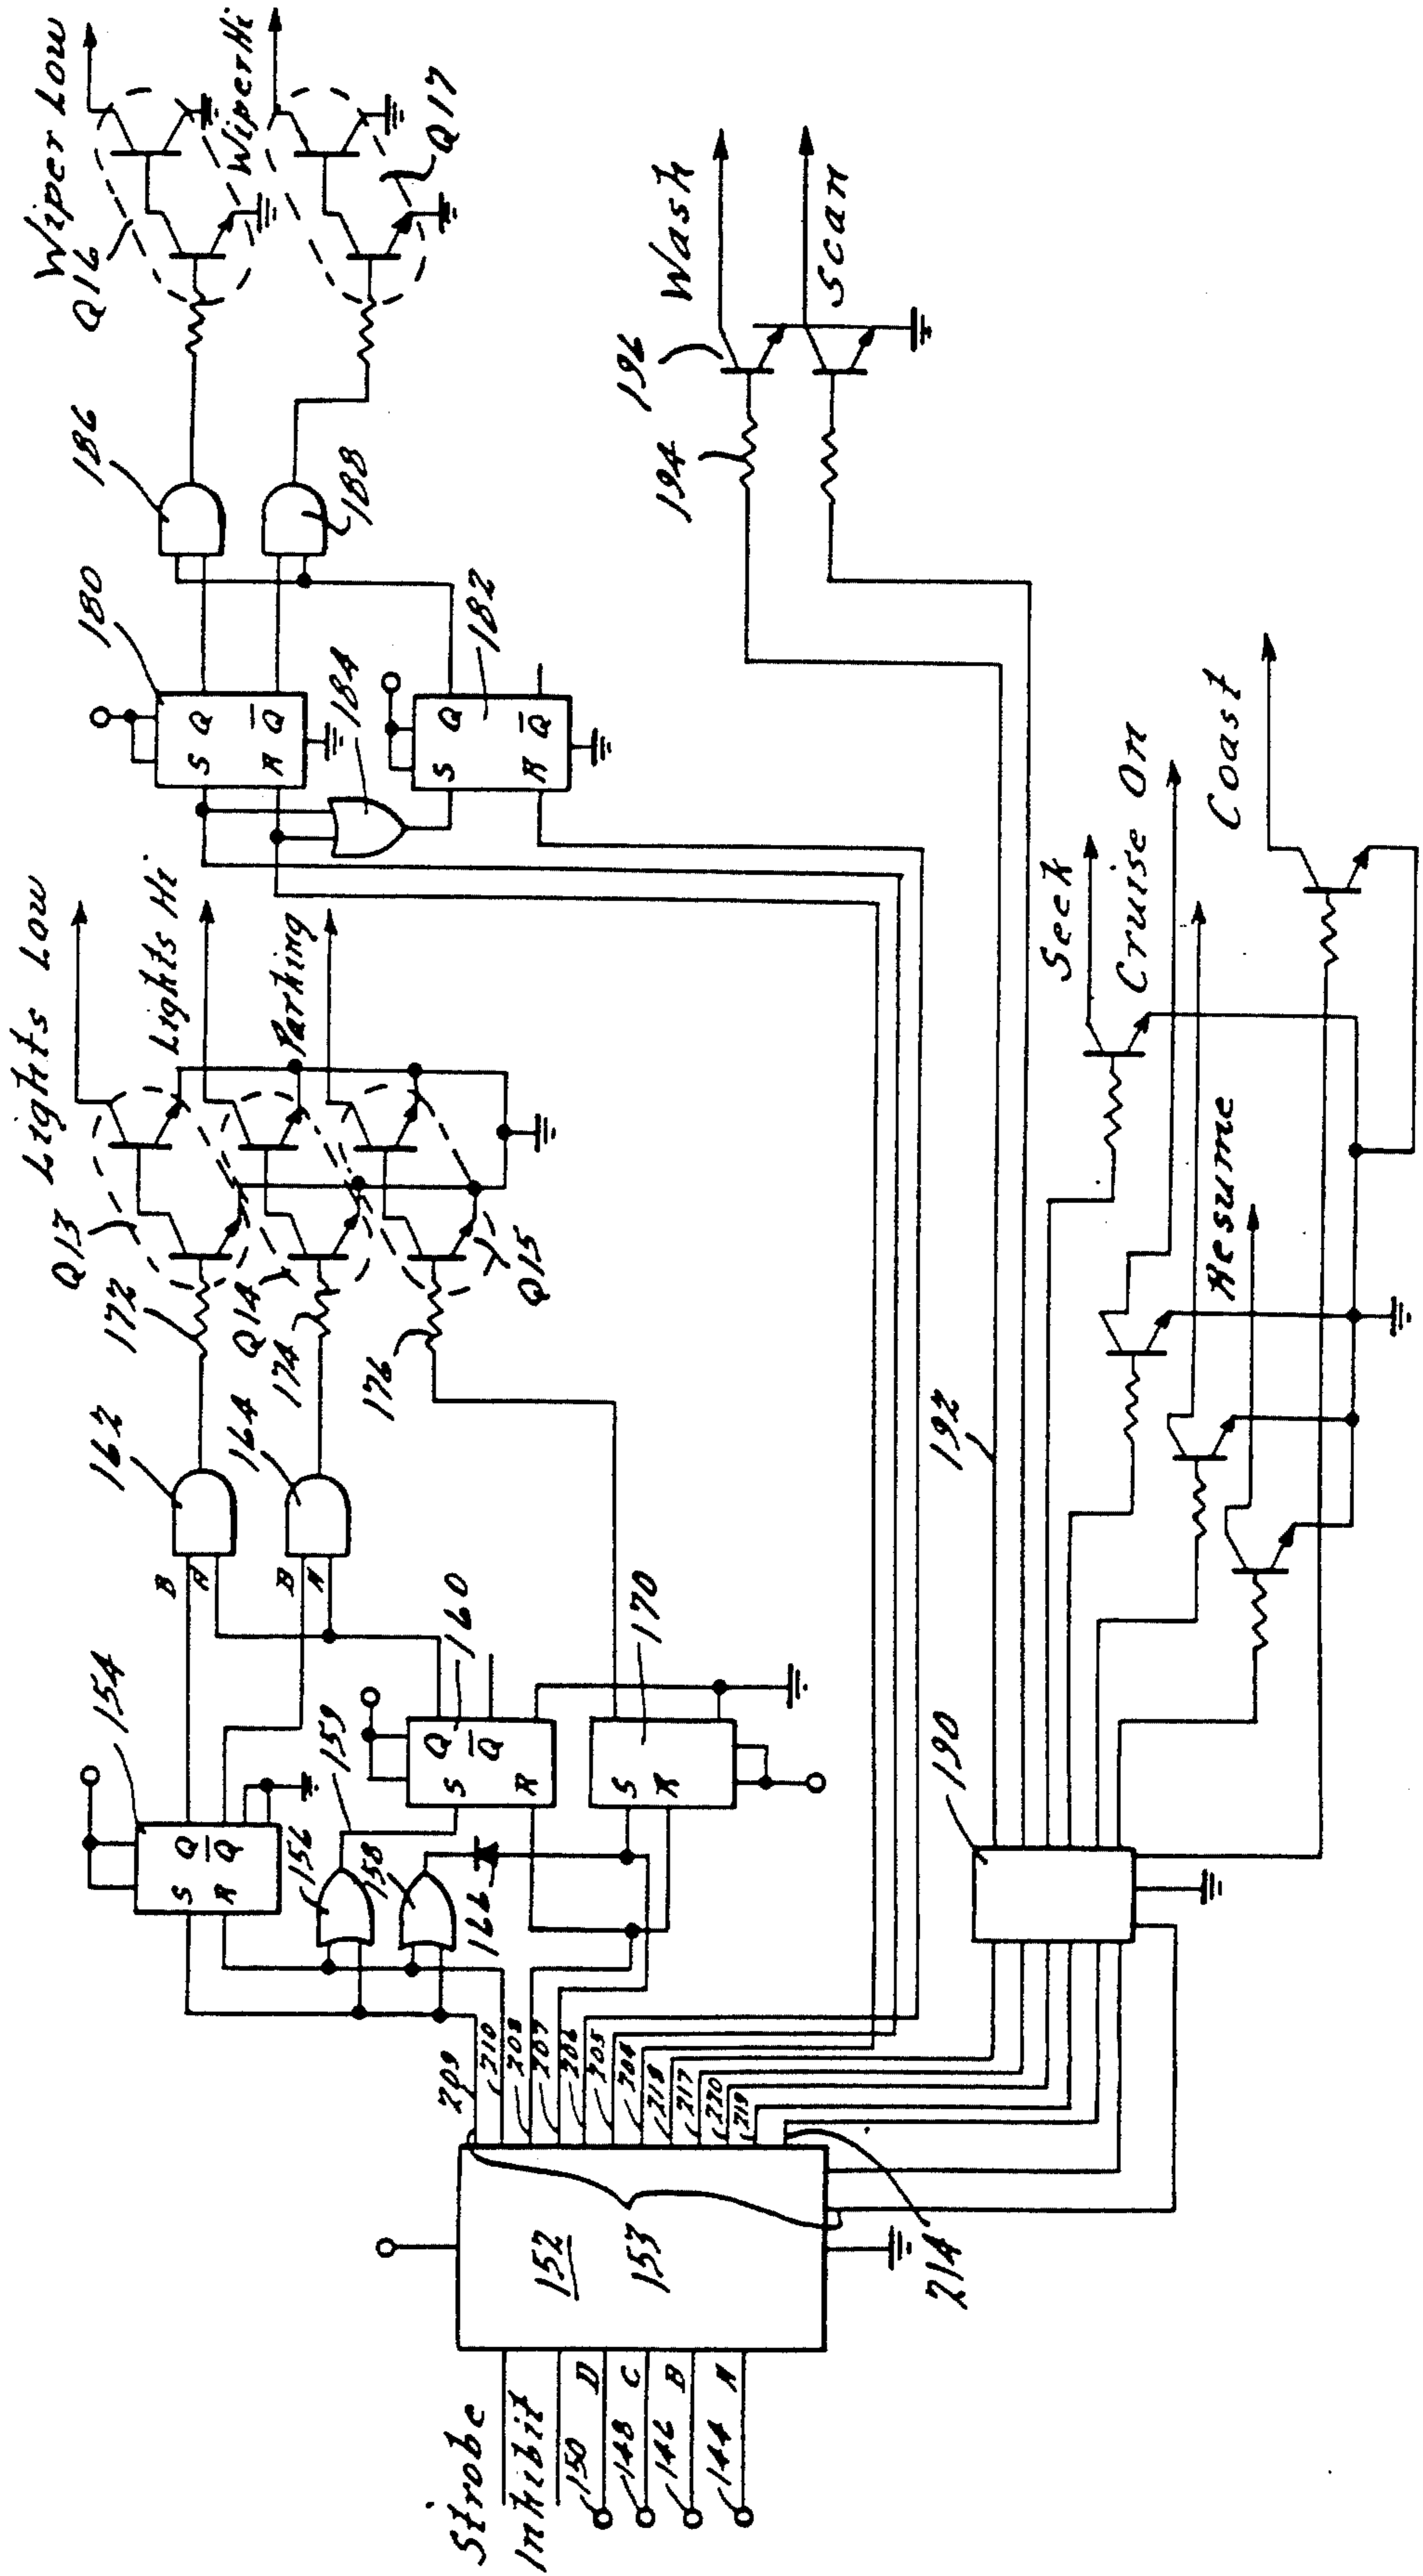 Wiper Low
Q16
Wiper Hi
Q17
186
188
180
S Q
R Q
184
182
S Q
R Q
Wash
196
194
Scan
Lights Low
Q13
Lights Hi
Parking
172
Q14
174
Q15
176
162
B
A
164
B
A
154
S Q
R Q
156
159
158
160
Q
S Q
R
166
170
S
R
Seek
Cruise On
Coast
Resume
192
190
209
210
208
207
206
205
204
218
217
220
219
214
152
153
Strobe
Inhibit
150 D
148 C
146 B
144 A